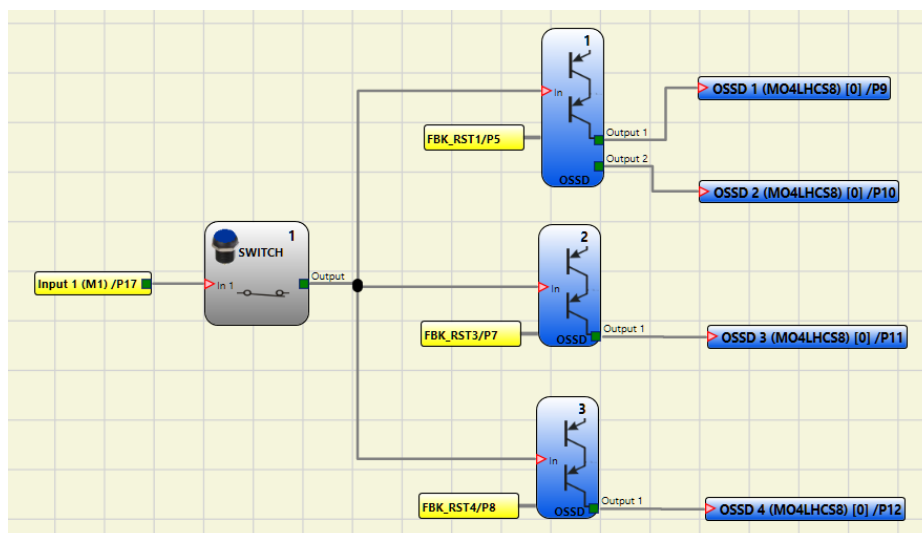 1
In
Output 1
Output 2
OSSD
FBK_RST1/P5
OSSD 1 (MO4LHCS8) [0] /P9
OSSD 2 (MO4LHCS8) [0] /P10
Input 1 (M1) /P17
1
SWITCH
In 1
Output
2
In
Output 1
OSSD
FBK_RST3/P7
OSSD 3 (MO4LHCS8) [0] /P11
3
In
Output 1
OSSD
FBK_RST4/P8
OSSD 4 (MO4LHCS8) [0] /P12